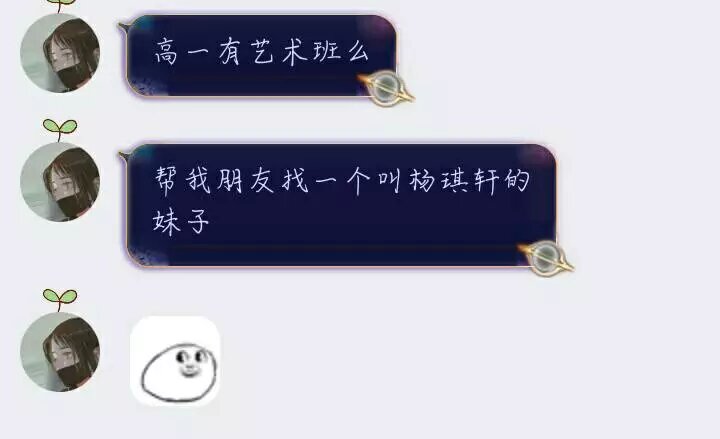 高一有艺术班么
帮我朋友找一个叫杨琪轩的
妹子